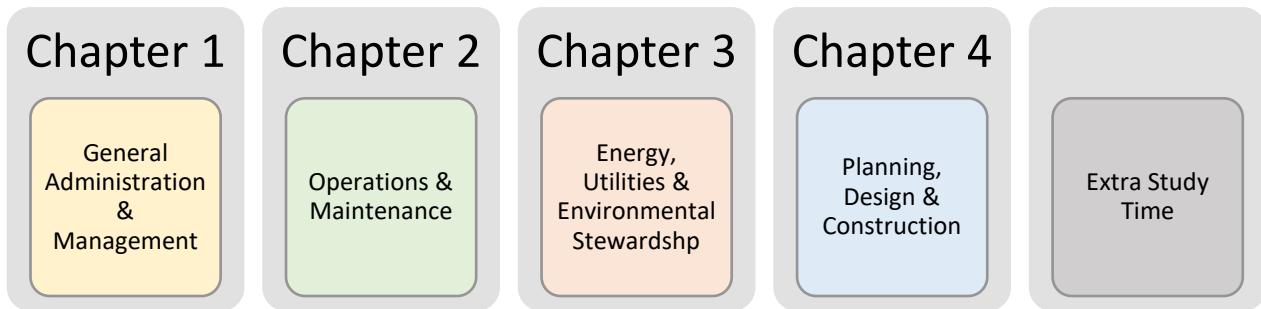 Chapter 1
General
Administration
&
Management
Chapter 2
Operations &
Maintenance
Chapter 3
Energy,
Utilities &
Environmental
Stewardshp
Chapter 4
Planning,
Design &
Construction
Extra Study
Time